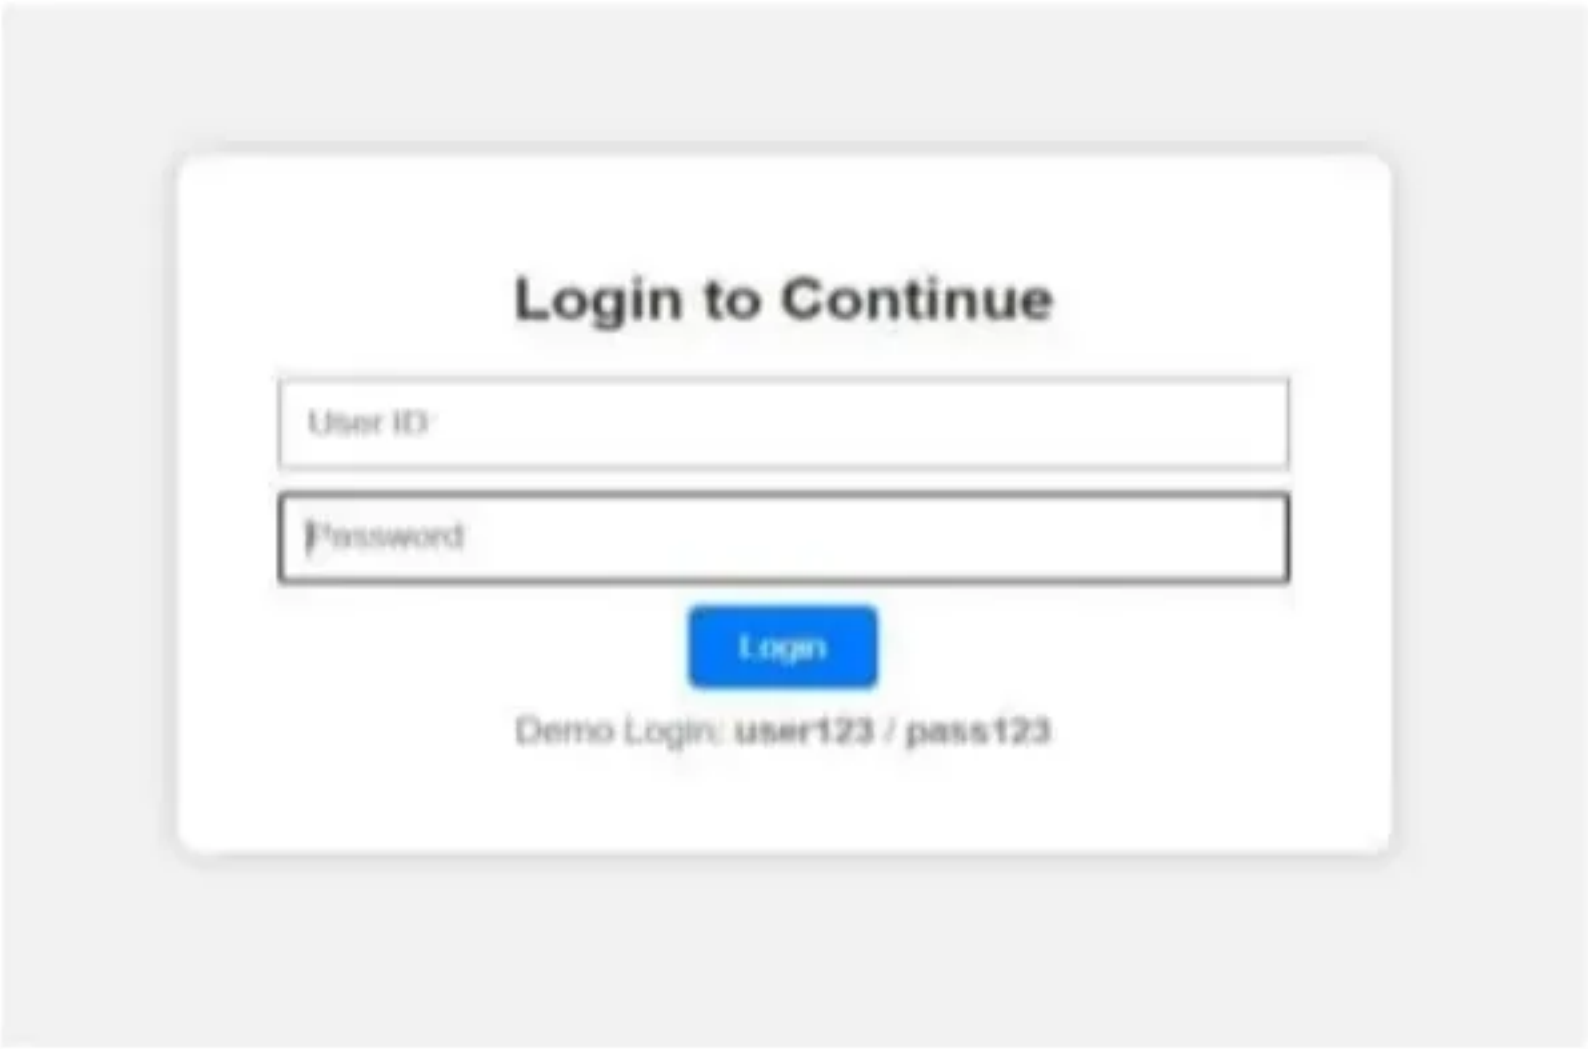 Login to Continue
User ID
Password
Login
Demo Login: user123 / pass123